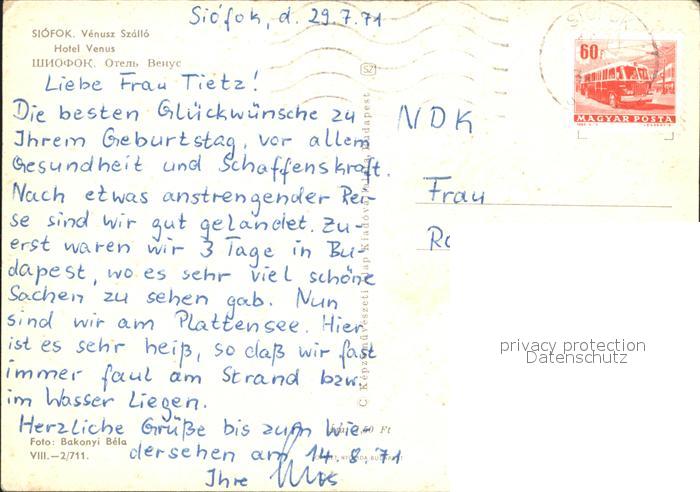 Siófok, d. 29.7.71
SIÓFOK. Vénusz Szálló
Hotel Venus
ШИОФОК. Отель Венус
Liebe Frau Tietz!
Die besten Glückwünsche zu
Ihrem Geburtstag, vor allem
Gesundheit und Schaffenskraft.
Nach etwas anstrengender Rei-
se sind wir gut gelandet. Zu-
erst waren wir 3 Tage in Bu-
dapest, wo es sehr viel schöne
Sachen zu sehen gab. Nun
sind wir am Plattensee. Hier
ist es sehr heiß, so daß wir fast
immer faul am Strand bzw.
im Wasser Liegen.
Herzliche Grüße bis zum Wie-
dersehen am 14.8.71
Ihre
Foto: Bakonyi Béla
VIII.—2/711.
SZ
SIÓFOK
60f
MAGYAR POSTA
NDK
Frau
privacy protection
Datenschutz